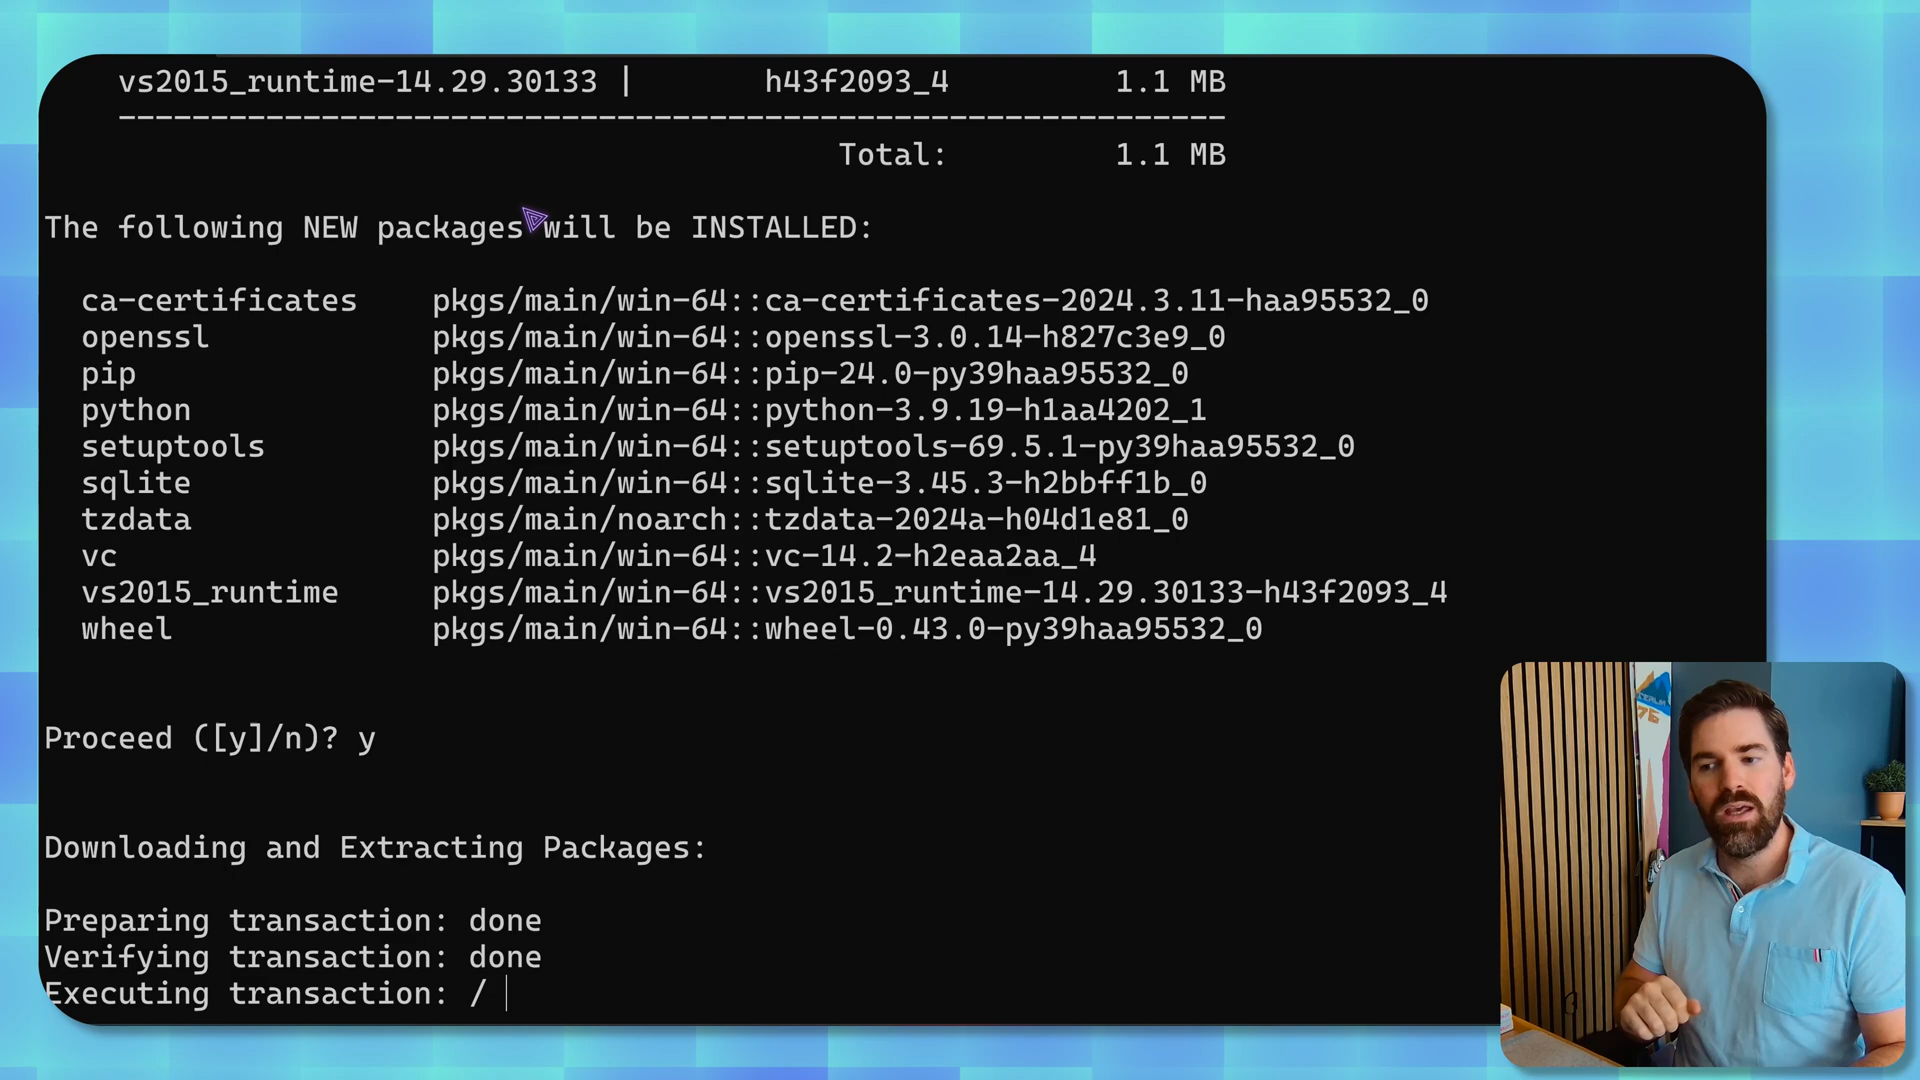 vs2015_runtime-14.29.30133 | h43f2093_4 1.1 MB
------------------------------------------------------------
Total: 1.1 MB
The following NEW packages will be INSTALLED:
ca-certificates pkgs/main/win-64::ca-certificates-2024.3.11-haa95532_0
openssl pkgs/main/win-64::openssl-3.0.14-h827c3e9_0
pip pkgs/main/win-64::pip-24.0-py39haa95532_0
python pkgs/main/win-64::python-3.9.19-h1aa4202_1
setuptools pkgs/main/win-64::setuptools-69.5.1-py39haa95532_0
sqlite pkgs/main/win-64::sqlite-3.45.3-h2bbff1b_0
tzdata pkgs/main/noarch::tzdata-2024a-h04d1e81_0
vc pkgs/main/win-64::vc-14.2-h2eaa2aa_4
vs2015_runtime pkgs/main/win-64::vs2015_runtime-14.29.30133-h43f2093_4
wheel pkgs/main/win-64::wheel-0.43.0-py39haa95532_0
Proceed ([y]/n)? y
Downloading and Extracting Packages:
Preparing transaction: done
Verifying transaction: done
Executing transaction: /
76